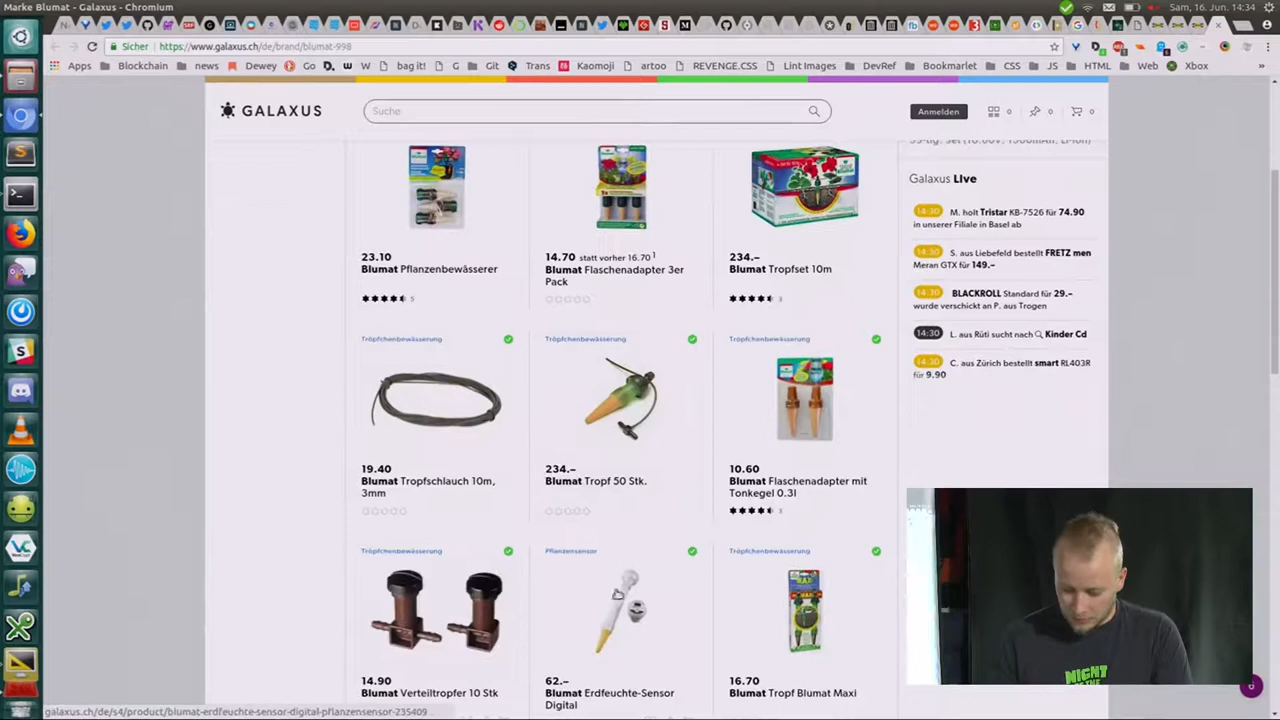 Marke Blumat - Galaxus - Chromium
Sam, 16. Jun. 14:34
Sicher https://www.galaxus.ch/de/brand/blumat-998
Apps Blockchain news Dewey Go D. W bag it! Git Trans Kaomoji artoo REVENGE.CSS Lint Images DevRef Bookmarklet CSS JS HTML Web Xbox »
GALAXUS
Suche
Anmelden 0 0 0
Galaxus Live
14:30 M. holt Tristar KB-7526 für 74.90
in unserer Filiale in Basel ab
14:30 S. aus Liebefeld bestellt FRETZ men
Meran GTX für 149.–
14:30 BLACKROLL Standard für 29.–
wurde verschickt an P. aus Trogen
14:30 L. aus Rüti sucht nach Kinder Cd
14:30 C. aus Zürich bestellt smart RL403R
für 9.90
23.10
Blumat Pflanzenbewässerer
5
14.70 statt vorher 16.70
Blumat Flaschenadapter 3er
Pack
234.–
Blumat Tropfset 10m
3
Tröpfchenbewässerung
19.40
Blumat Tropfschlauch 10m,
3mm
Tröpfchenbewässerung
234.–
Blumat Tropf 50 Stk.
Tröpfchenbewässerung
10.60
Blumat Flaschenadapter mit
Tonkegel 0.3l
3
Tröpfchenbewässerung
14.90
Blumat Verteiltropfer 10 Stk
Pflanzensensor
62.–
Blumat Erdfeuchte-Sensor
Digital
Tröpfchenbewässerung
16.70
Blumat Tropf Blumat Maxi
NIGHT
OF THE
6
galaxus.ch/de/s4/product/blumat-erdfeuchte-sensor-digital-pflanzensensor-235409